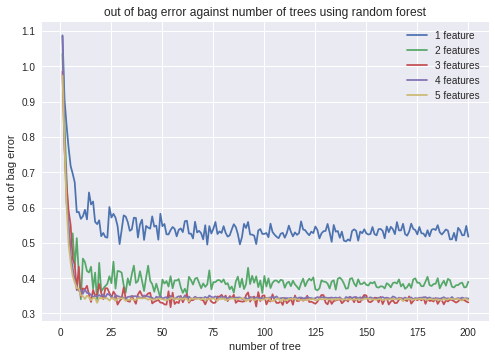 out of bag error against number of trees using random forest
1 feature
2 features
3 features
4 features
5 features
out of bag error
1.1
1.0
0.9
0.8
0.7
0.6
0.5
0.4
0.3
0
25
50
75
100
125
150
175
200
number of tree